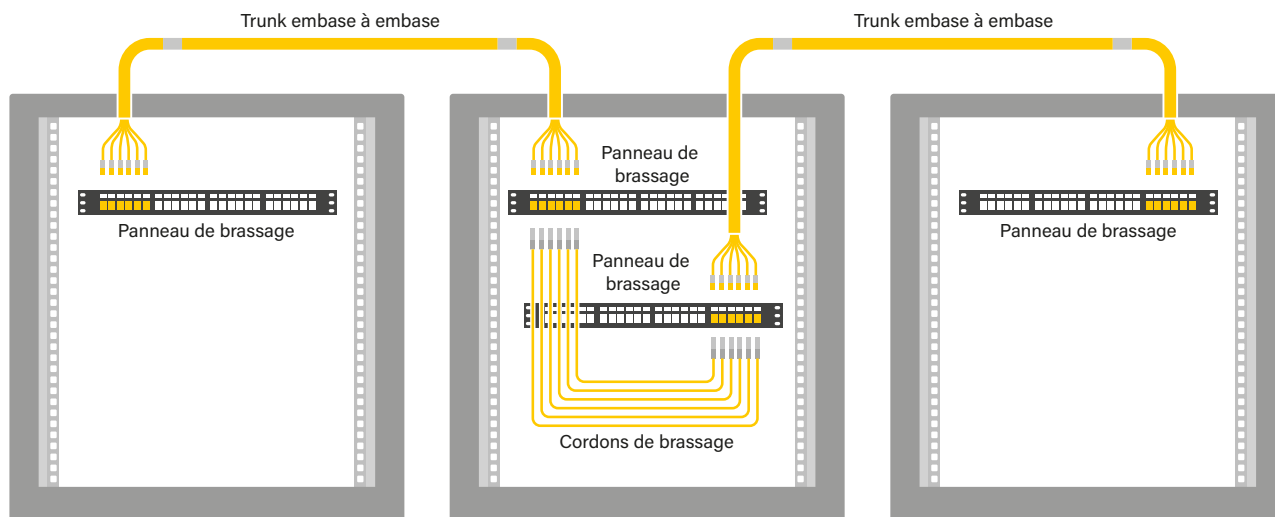 Trunk embase à embase
Trunk embase à embase
Panneau de brassage
Panneau de
brassage
Panneau de
brassage
Cordons de brassage
Panneau de brassage